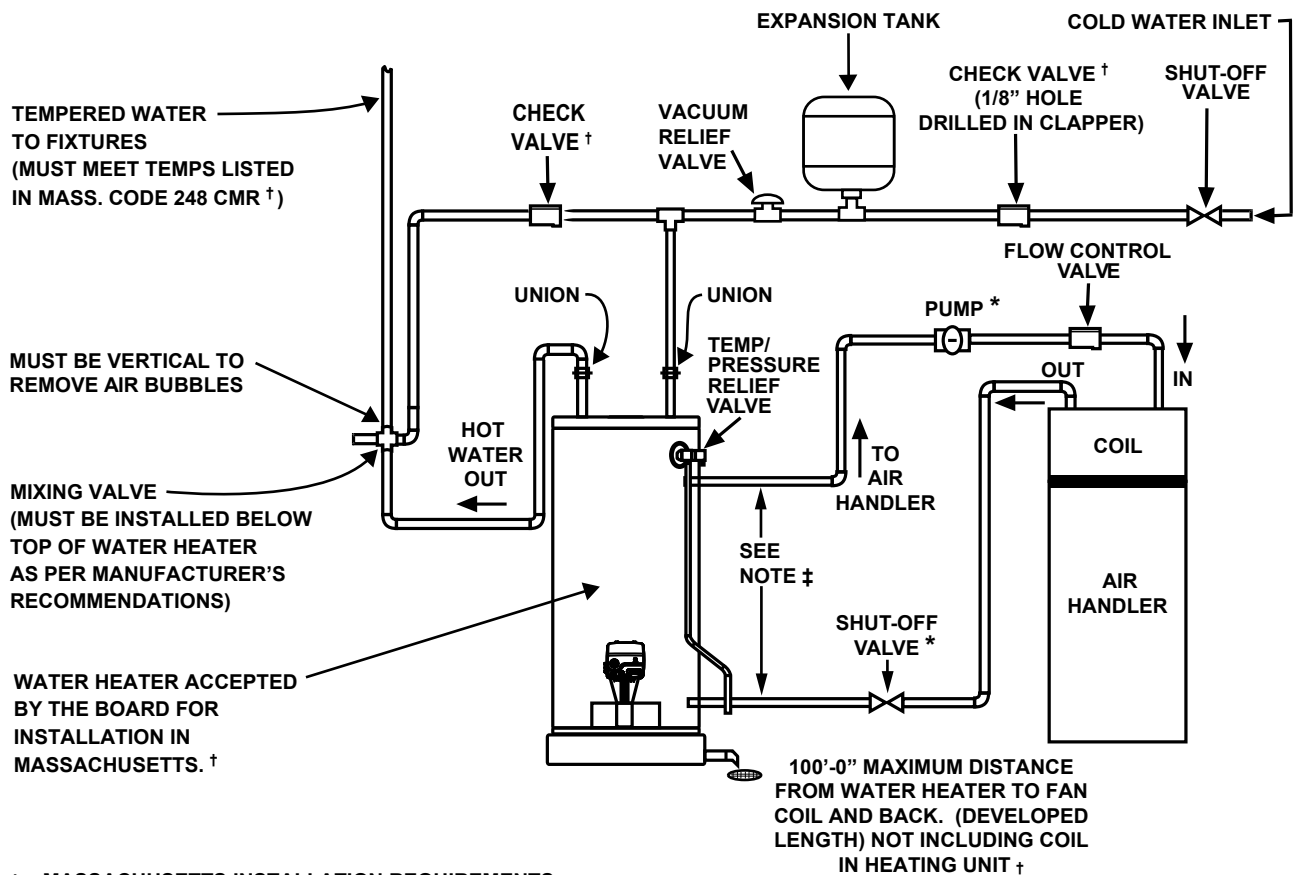 EXPANSION TANK
COLD WATER INLET
CHECK VALVE †
(1/8” HOLE
DRILLED IN CLAPPER)
SHUT-OFF
VALVE
TEMPERED WATER
TO FIXTURES
(MUST MEET TEMPS LISTED
IN MASS. CODE 248 CMR †)
CHECK
VALVE †
VACUUM
RELIEF
VALVE
FLOW CONTROL
VALVE
UNION
UNION
PUMP *
TEMP/
PRESSURE
RELIEF
VALVE
MUST BE VERTICAL TO
REMOVE AIR BUBBLES
OUT
IN
HOT
WATER
OUT
TO
AIR
HANDLER
COIL
MIXING VALVE
(MUST BE INSTALLED BELOW
TOP OF WATER HEATER
AS PER MANUFACTURER’S
RECOMMENDATIONS)
SEE
NOTE ‡
AIR
HANDLER
SHUT-OFF
VALVE *
WATER HEATER ACCEPTED
BY THE BOARD FOR
INSTALLATION IN
MASSACHUSETTS. †
100’-0” MAXIMUM DISTANCE
FROM WATER HEATER TO FAN
COIL AND BACK. (DEVELOPED
LENGTH) NOT INCLUDING COIL
IN HEATING UNIT †
MASSACHUSETTS INSTALLATION REQUIREMENTS